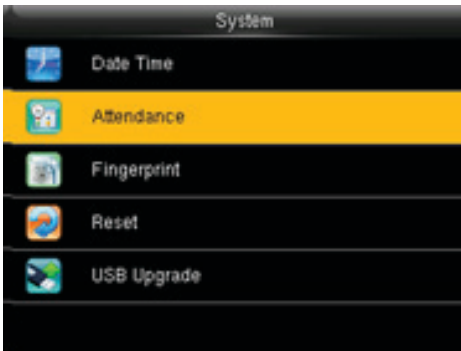 System
Date Time
Attendance
Fingerprint
Reset
USB Upgrade